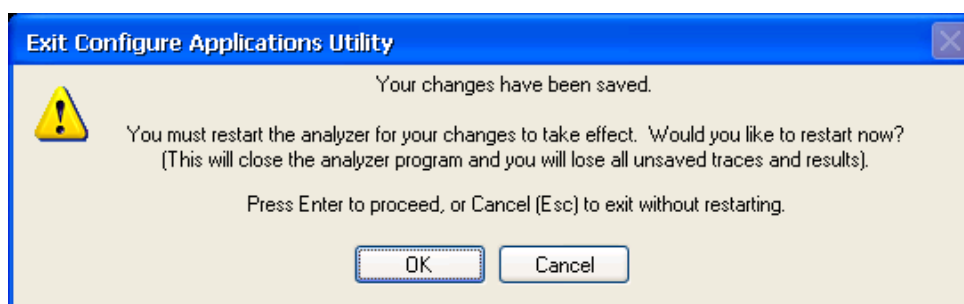 Exit Configure Applications Utility
Your changes have been saved.
You must restart the analyzer for your changes to take effect.  Would you like to restart now?
(This will close the analyzer program and you will lose all unsaved traces and results).
Press Enter to proceed, or Cancel (Esc) to exit without restarting.
OK
Cancel